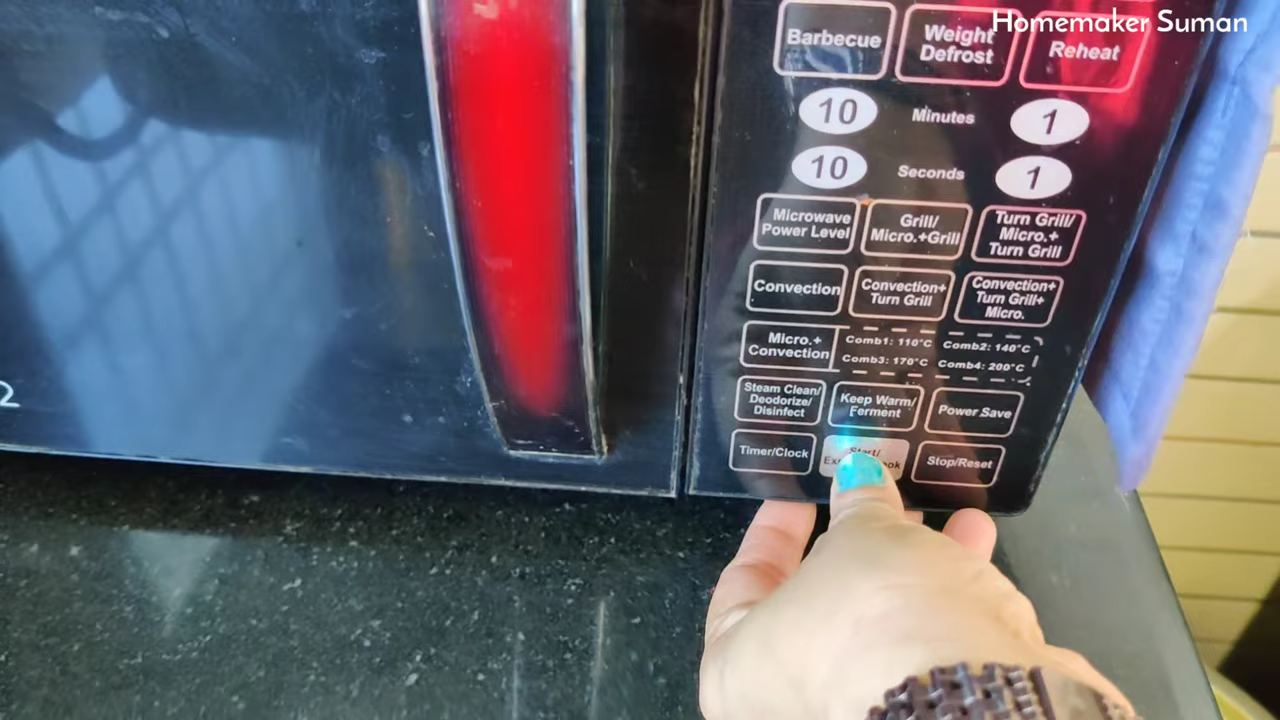 Homemaker Suman
Barbecue
Weight
Defrost
Reheat
10
Minutes
1
10
Seconds
1
Microwave
Power Level
Grill/
Micro.+Grill
Turn Grill/
Micro.+
Turn Grill
Convection
Convection+
Turn Grill
Convection+
Turn Grill+
Micro.
Micro.+
Convection
Comb1: 110°C
Comb2: 140°C
Comb3: 170°C
Comb4: 200°C
Steam Clean/
Deodorize/
Disinfect
Keep Warm/
Ferment
Power Save
Timer/Clock
Start/
Stop/Reset
2